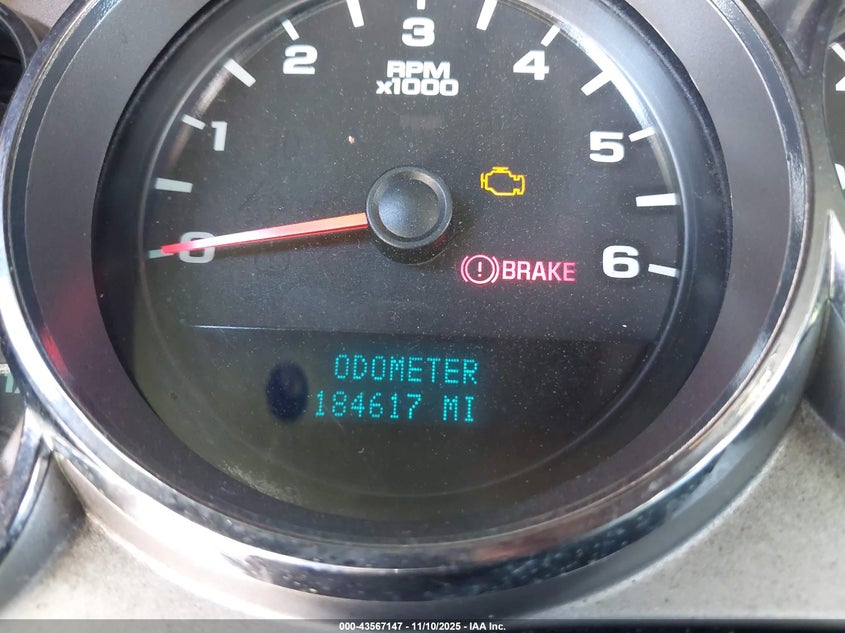 3
2
4
RPM
x1000
1
5
0
6
(!) BRAKE
ODOMETER
184617 MI
000-43567147 - 11/10/2025 - IAA Inc.